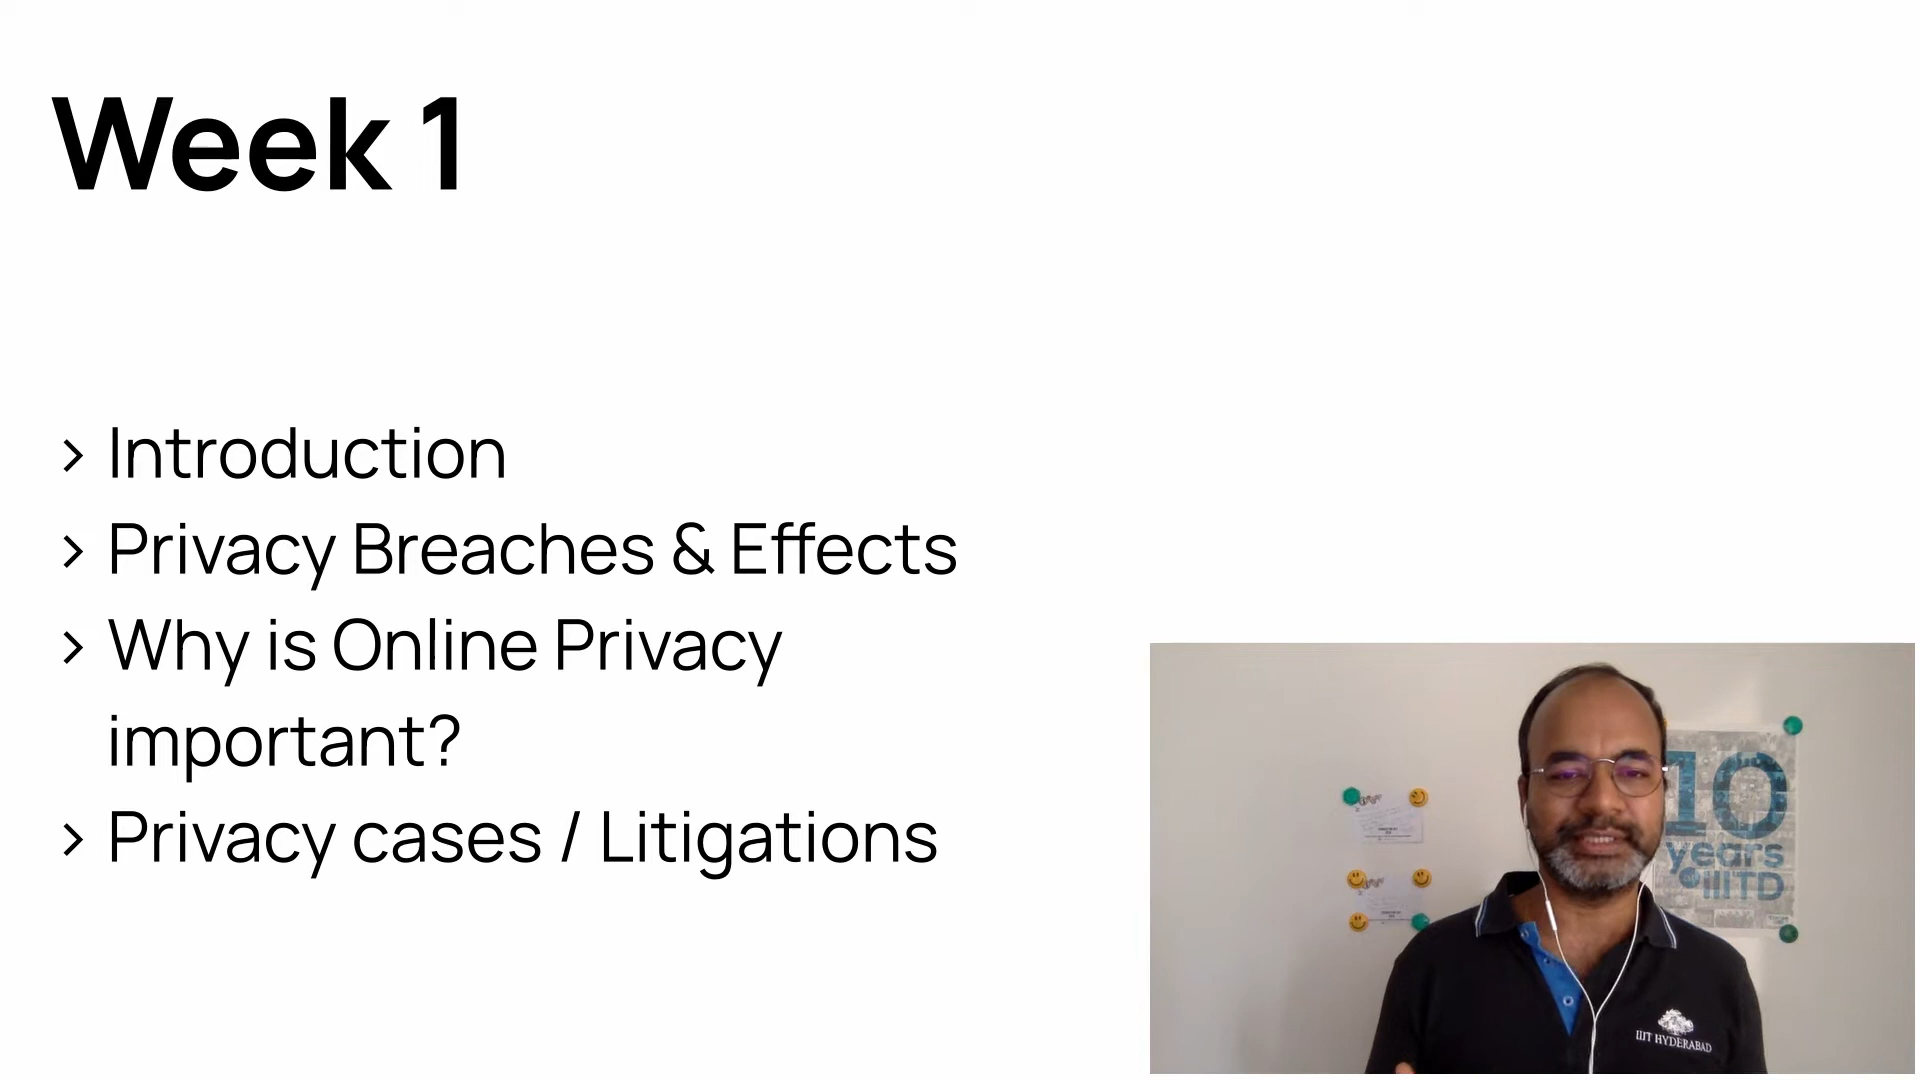 Week 1
› Introduction
› Privacy Breaches & Effects
› Why is Online Privacy
important?
› Privacy cases / Litigations
10
years
at IIITD
IIIT HYDERABAD